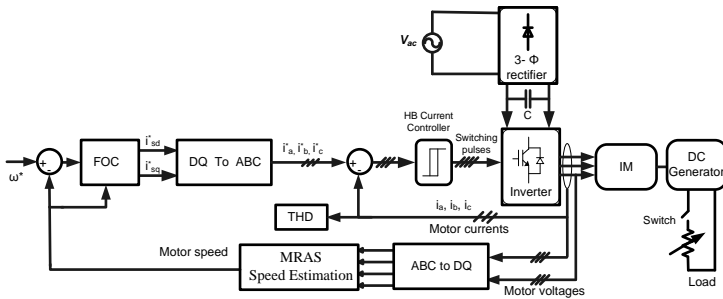 Vac
3- Φ
rectifier
C
HB Current
Controller
Switching
pulses
i*sd
i*sq
i*a, i*b, i*c
ω*
+
-
FOC
DQ To ABC
+
-
Inverter
IM
DC
Generator
Switch
Load
THD
ia, ib, ic
Motor currents
Motor speed
MRAS
Speed Estimation
ABC to DQ
Motor voltages